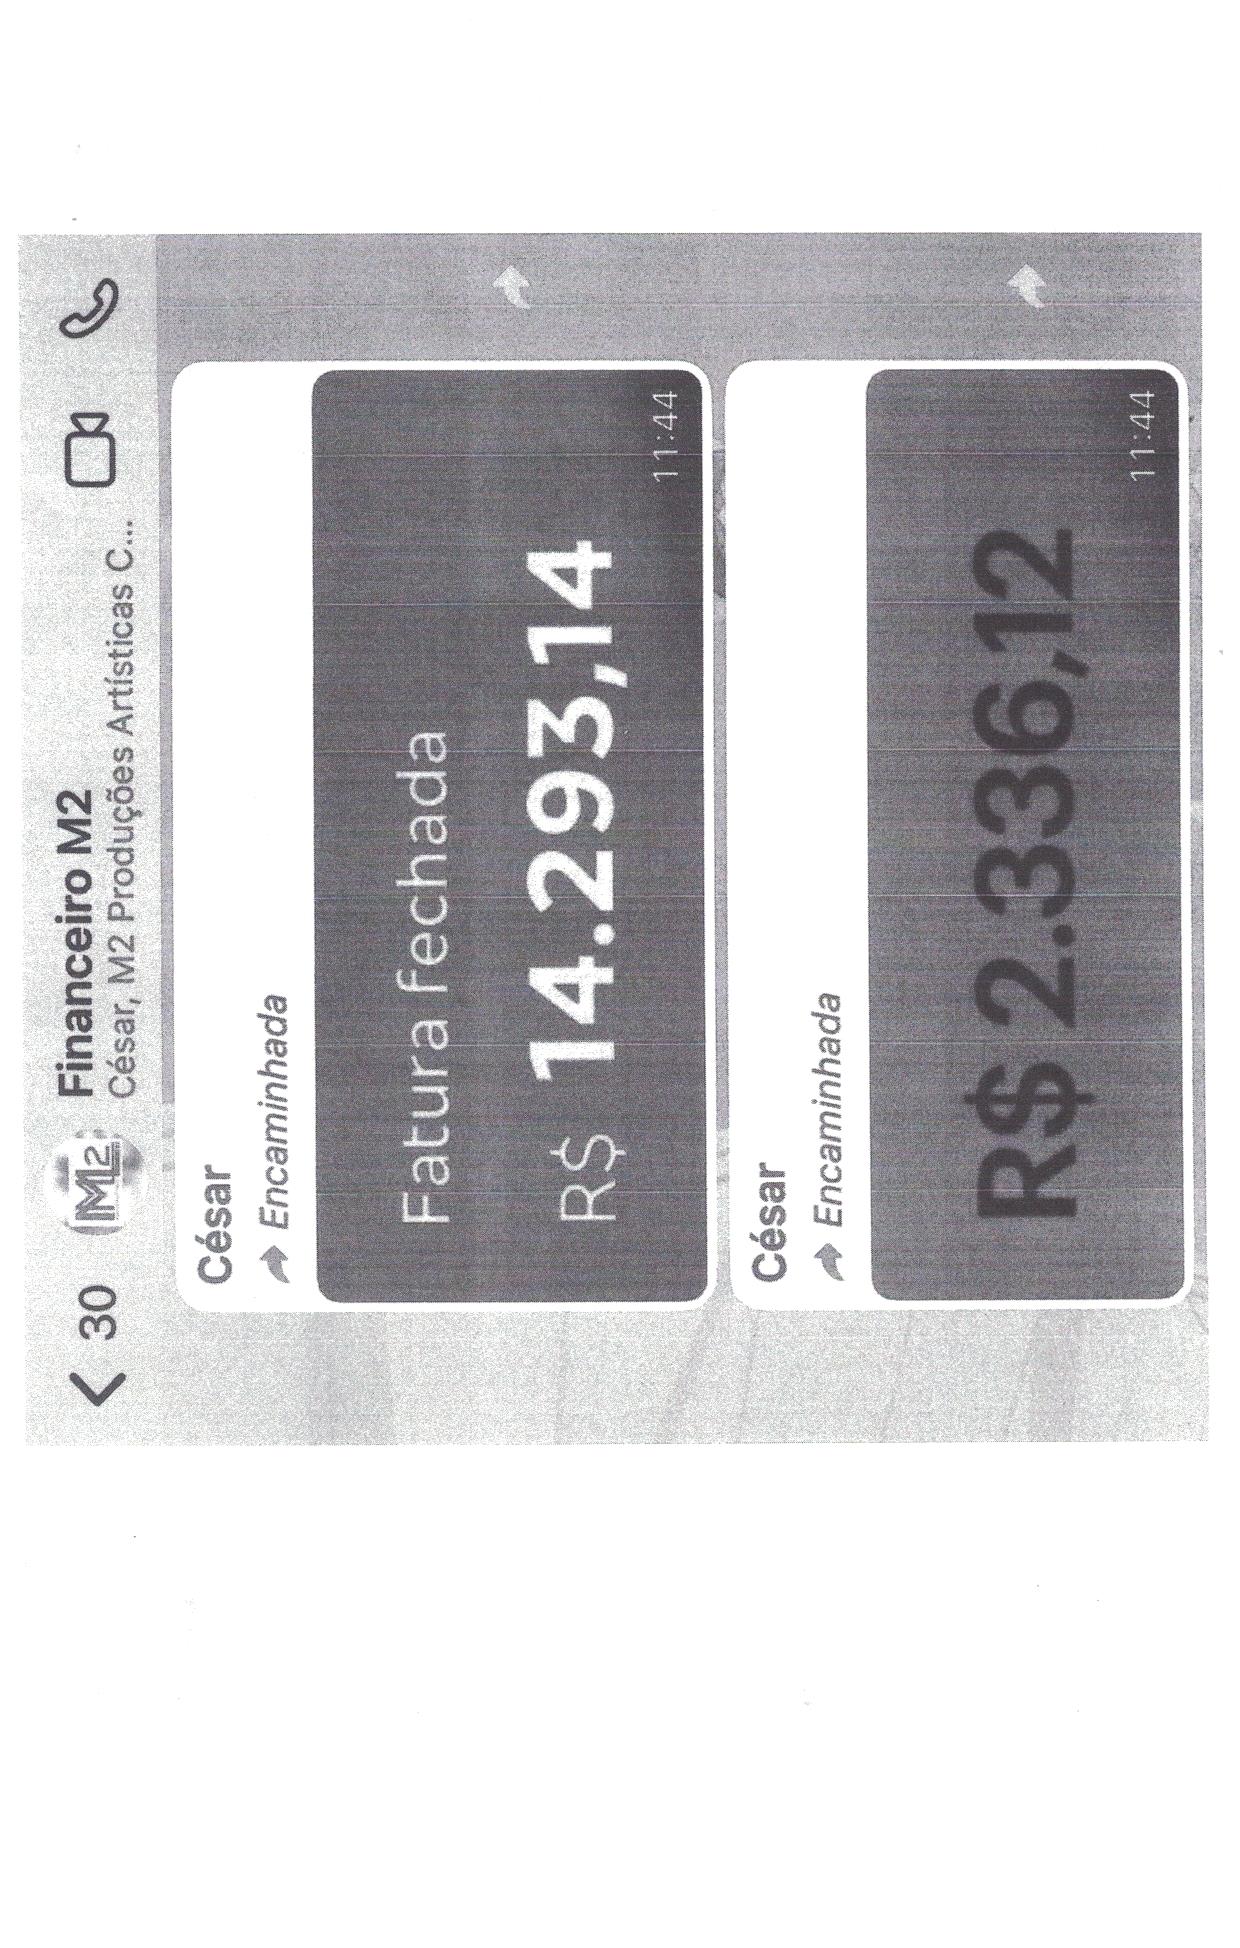 30
Financeiro M2
César, M2 Produções Artísticas C...
M2
César
Encaminhada
Fatura fechada
R$ 14.293,14
11:44
César
Encaminhada
R$ 2.336,12
11:44